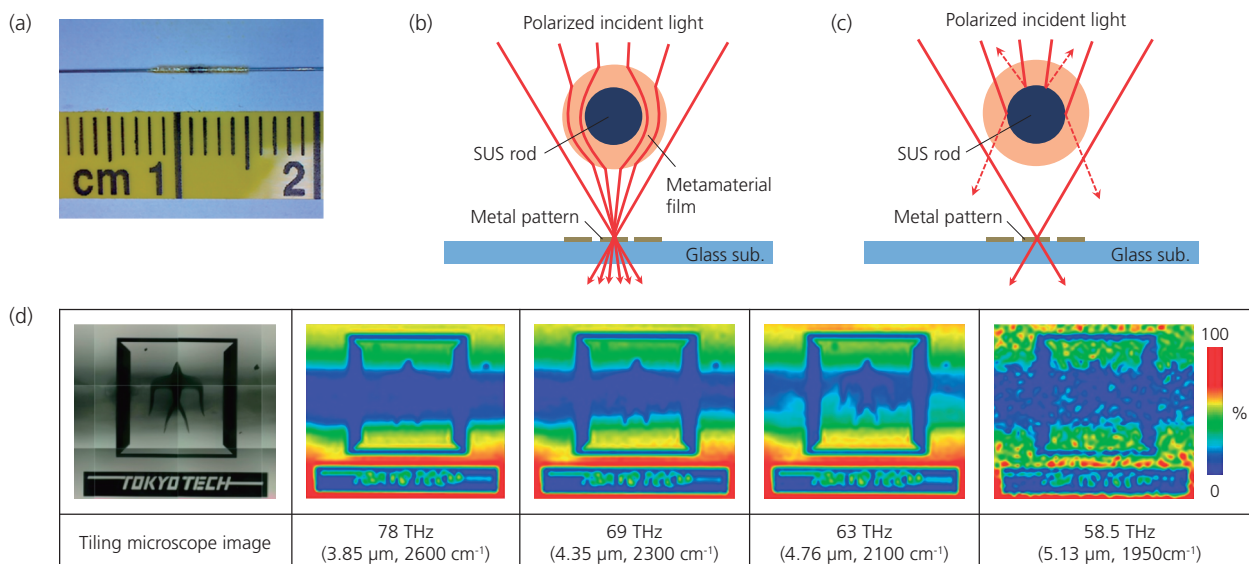 (a)
cm 1 2
(b)
Polarized incident light
SUS rod
Metamaterial
film
Metal pattern
Glass sub.
(c)
Polarized incident light
SUS rod
Metal pattern
Glass sub.
(d)
TOKYO TECH
100
%
0
Tiling microscope image
78 THz
(3.85 µm, 2600 cm⁻¹)
69 THz
(4.35 µm, 2300 cm⁻¹)
63 THz
(4.76 µm, 2100 cm⁻¹)
58.5 THz
(5.13 µm, 1950cm⁻¹)